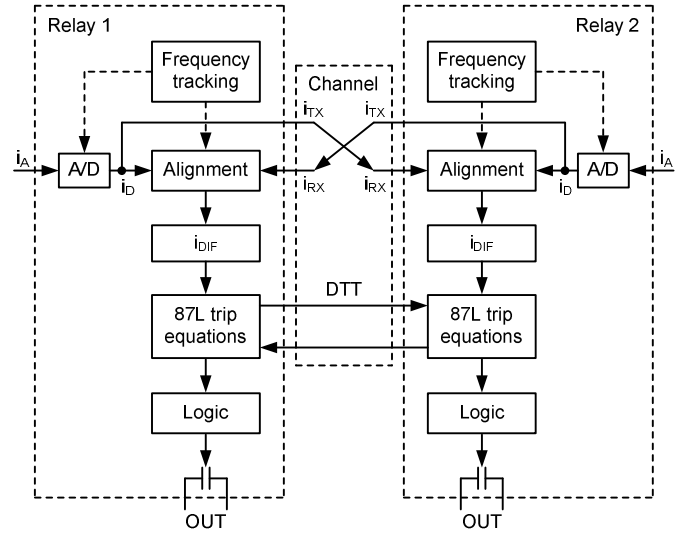 Relay 1
Relay 2
Frequency
tracking
Channel
Frequency
tracking
iTX
iTX
iA
A/D
iD
Alignment
iRX
iRX
Alignment
iD
A/D
iA
iDIF
iDIF
DTT
87L trip
equations
87L trip
equations
Logic
Logic
OUT
OUT